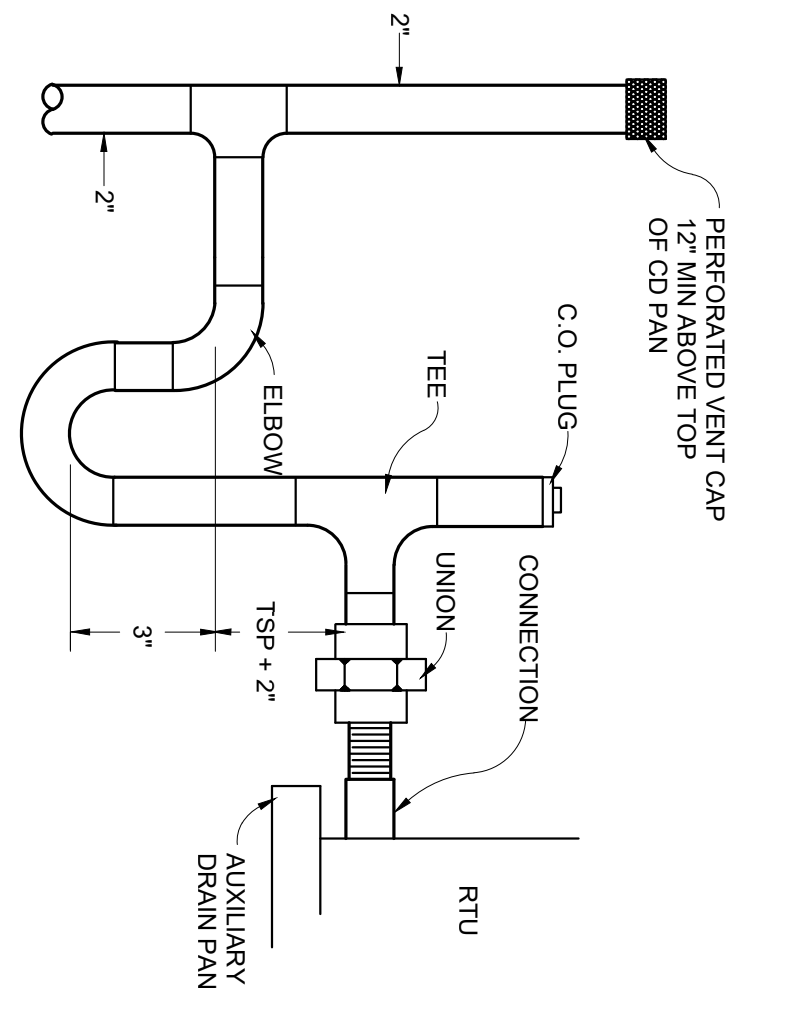 PERFORATED VENT CAP
12" MIN ABOVE TOP
OF CD PAN
C.O. PLUG
CONNECTION
RTU
TEE
UNION
2"
ELBOW
TSP + 2"
AUXILIARY
DRAIN PAN
3"
2"